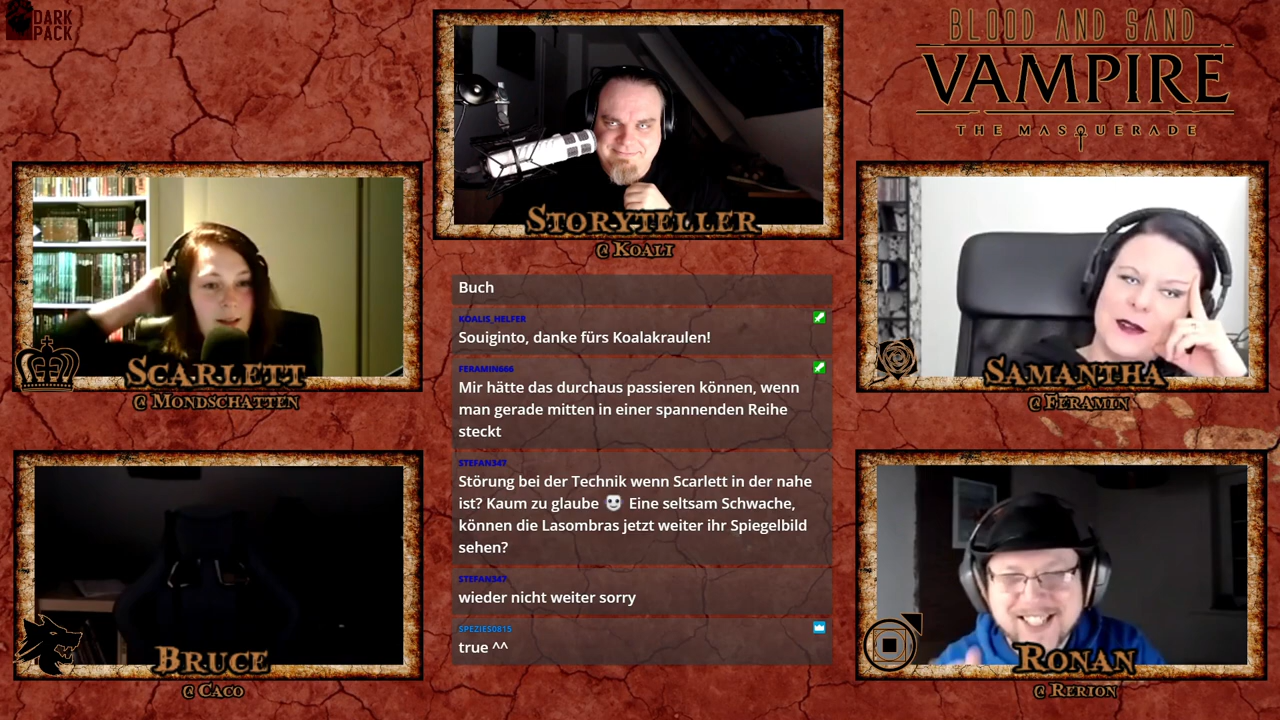 DARK
PACK
BLOOD AND SAND
VAMPIRE
THE MASQUERADE
STORYTELLER
@ KOALI
SCARLETT
@ MONDSCHATTEN
SAMANTHA
@ FERAMIN
Buch
KOALIS_HELFER
Souiginto, danke fürs Koalakraulen!
FERAMIN666
Mir hätte das durchaus passieren können, wenn
man gerade mitten in einer spannenden Reihe
steckt
STEFAN347
Störung bei der Technik wenn Scarlett in der nahe
ist? Kaum zu glaube Eine seltsam Schwache,
können die Lasombras jetzt weiter ihr Spiegelbild
sehen?
STEFAN347
wieder nicht weiter sorry
SPEZIES0815
true ^^
BRUCE
@ CACO
RONAN
@ RERION